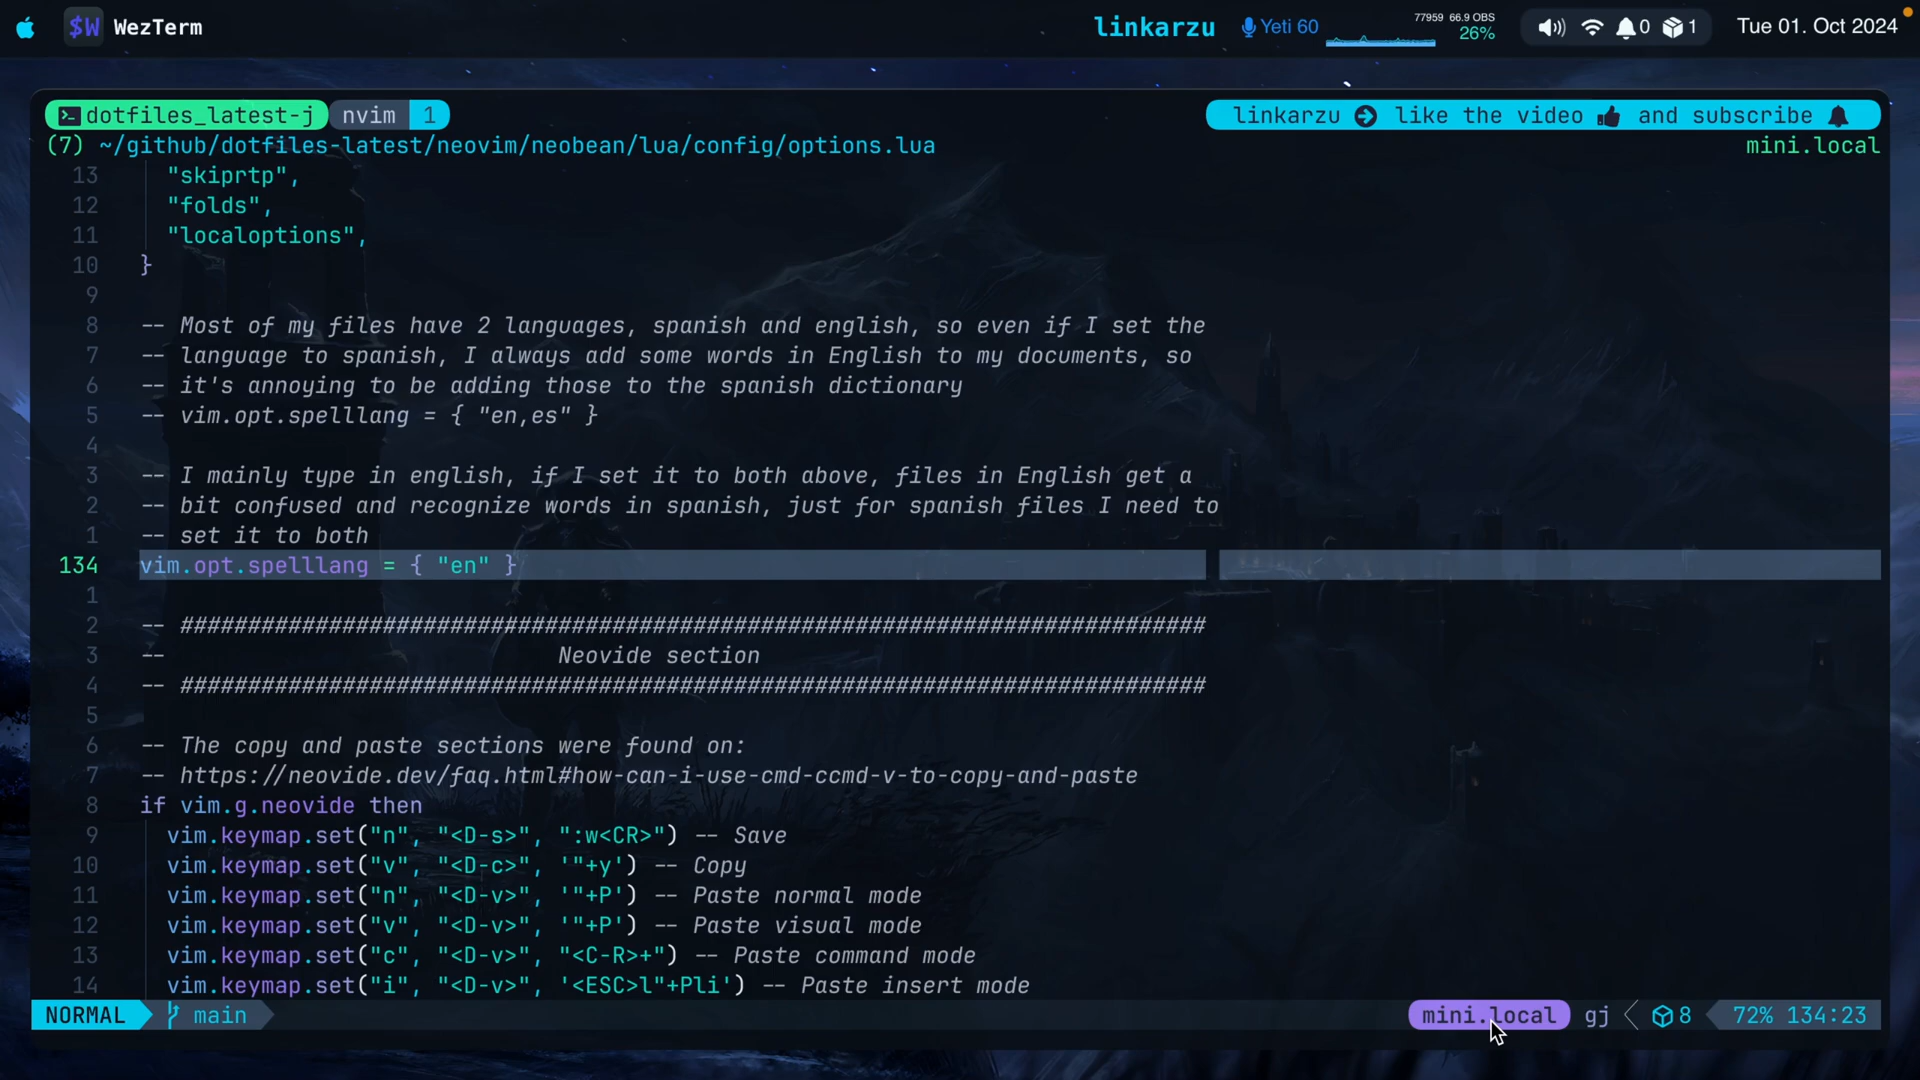 $W WezTerm
linkarzu Yeti 60 77959 66.9 OBS 26% 0 1 Tue 01. Oct 2024
dotfiles_latest-j nvim 1 linkarzu like the video and subscribe
(7) ~/github/dotfiles-latest/neovim/neobean/lua/config/options.lua mini.local
13 "skiprtp",
12 "folds",
11 "localoptions",
10 }
9
8 -- Most of my files have 2 languages, spanish and english, so even if I set the
7 -- language to spanish, I always add some words in English to my documents, so
6 -- it's annoying to be adding those to the spanish dictionary
5 -- vim.opt.spelllang = { "en,es" }
4
3 -- I mainly type in english, if I set it to both above, files in English get a
2 -- bit confused and recognize words in spanish, just for spanish files I need to
1 -- set it to both
134 vim.opt.spelllang = { "en" }
1
2 -- ############################################################################
3 -- Neovide section
4 -- ############################################################################
5
6 -- The copy and paste sections were found on:
7 -- https://neovide.dev/faq.html#how-can-i-use-cmd-ccmd-v-to-copy-and-paste
8 if vim.g.neovide then
9 vim.keymap.set("n", "<D-s>", ":w<CR>") -- Save
10 vim.keymap.set("v", "<D-c>", '"+y') -- Copy
11 vim.keymap.set("n", "<D-v>", '"+P') -- Paste normal mode
12 vim.keymap.set("v", "<D-v>", '"+P') -- Paste visual mode
13 vim.keymap.set("c", "<D-v>", "<C-R>+") -- Paste command mode
14 vim.keymap.set("i", "<D-v>", '<ESC>l"+Pli') -- Paste insert mode
NORMAL main mini.local gj 8 72% 134:23